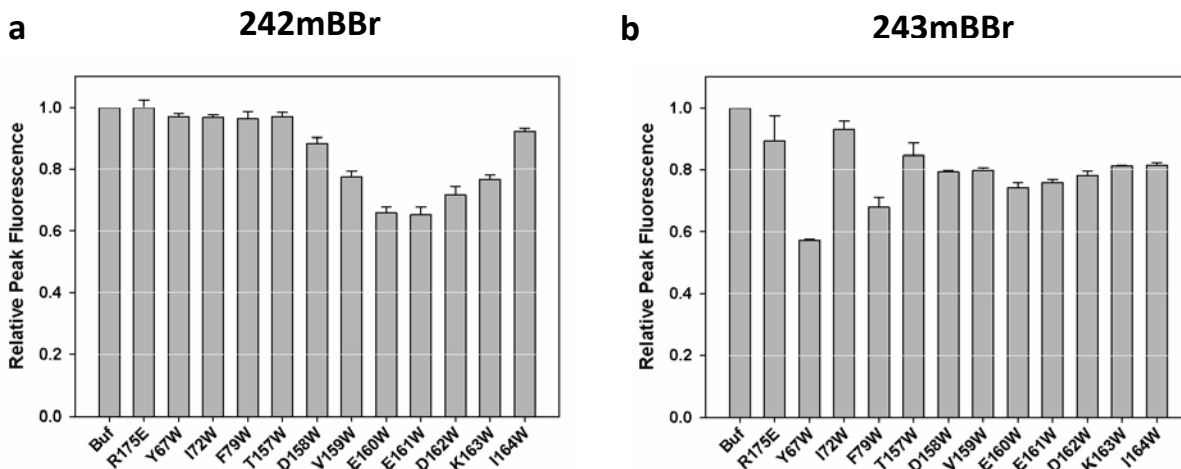 a
242mBBr
Relative Peak Fluorescence
1.0
0.8
0.6
0.4
0.2
0.0
Buf
R175E
Y67W
I72W
F79W
T157W
D158W
V159W
E160W
E161W
D162W
K163W
I164W
b
243mBBr
Relative Peak Fluorescence
1.0
0.8
0.6
0.4
0.2
0.0
Buf
R175E
Y67W
I72W
F79W
T157W
D158W
V159W
E160W
E161W
D162W
K163W
I164W